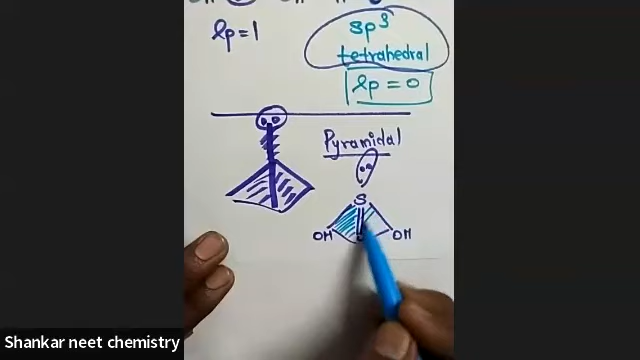 lp=1
sp³
tetrahedral
lp = 0
Pyramidal
S
OH OH
Shankar neet chemistry